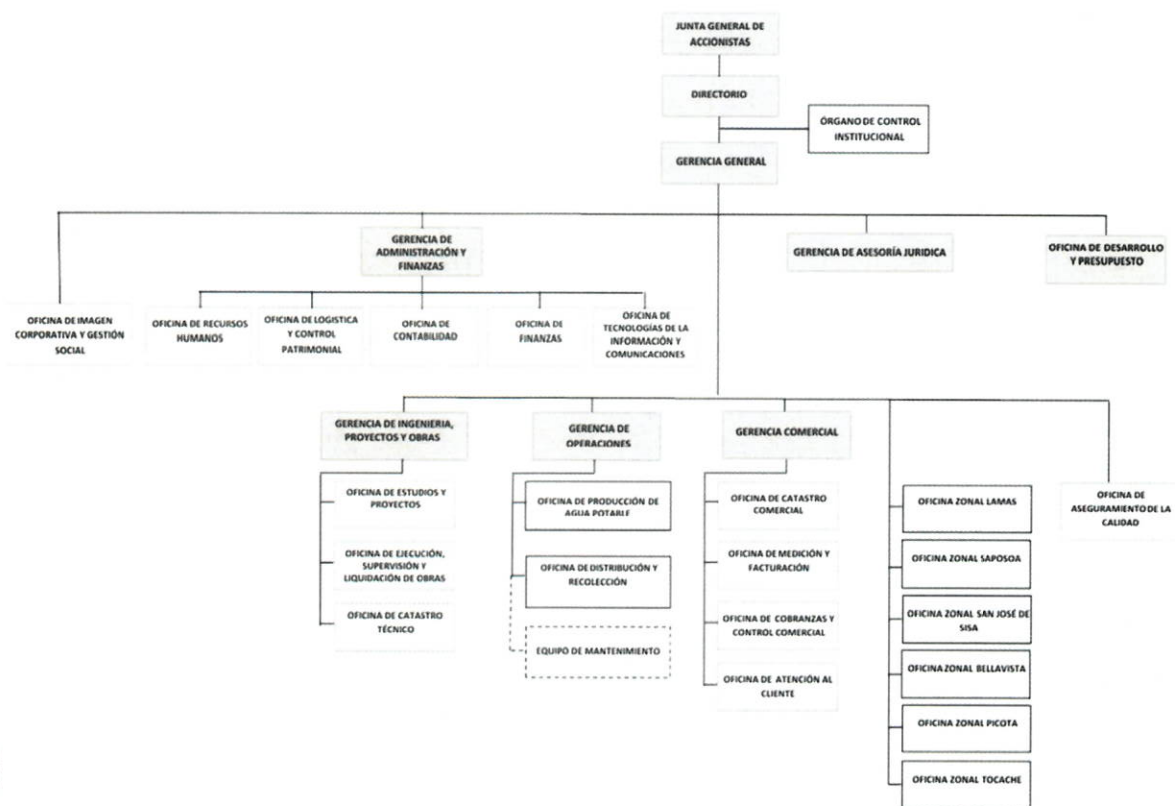 JUNTA GENERAL DE
ACCIONISTAS
DIRECTORIO
ÓRGANO DE CONTROL
INSTITUCIONAL
GERENCIA GENERAL
GERENCIA DE
ADMINISTRACIÓN Y
FINANZAS
GERENCIA DE ASESORÍA JURIDICA
OFICINA DE DESARROLLO
Y PRESUPUESTO
OFICINA DE IMAGEN
CORPORATIVA Y GESTIÓN
SOCIAL
OFICINA DE RECURSOS
HUMANOS
OFICINA DE LOGISTICA
Y CONTROL
PATRIMONIAL
OFICINA DE
CONTABILIDAD
OFICINA DE
FINANZAS
OFICINA DE
TECNOLOGÍAS DE LA
INFORMACIÓN Y
COMUNICACIONES
GERENCIA DE INGENIERIA,
PROYECTOS Y OBRAS
OFICINA DE ESTUDIOS Y
PROYECTOS
OFICINA DE EJECUCIÓN,
SUPERVISIÓN Y
LIQUIDACIÓN DE OBRAS
OFICINA DE CATASTRO
TÉCNICO
GERENCIA DE
OPERACIONES
OFICINA DE PRODUCCIÓN DE
AGUA POTABLE
OFICINA DE DISTRIBUCIÓN Y
RECOLECCIÓN
EQUIPO DE MANTENIMIENTO
GERENCIA COMERCIAL
OFICINA DE CATASTRO
COMERCIAL
OFICINA DE MEDICIÓN Y
FACTURACIÓN
OFICINA DE COBRANZAS Y
CONTROL COMERCIAL
OFICINA DE ATENCIÓN AL
CLIENTE
OFICINA ZONAL LAMAS
OFICINA ZONAL SAPOSOA
OFICINA ZONAL SAN JOSÉ DE
SISA
OFICINA ZONAL BELLAVISTA
OFICINA ZONAL PICOTA
OFICINA ZONAL TOCACHE
OFICINA DE
ASEGURAMIENTO DE LA
CALIDAD